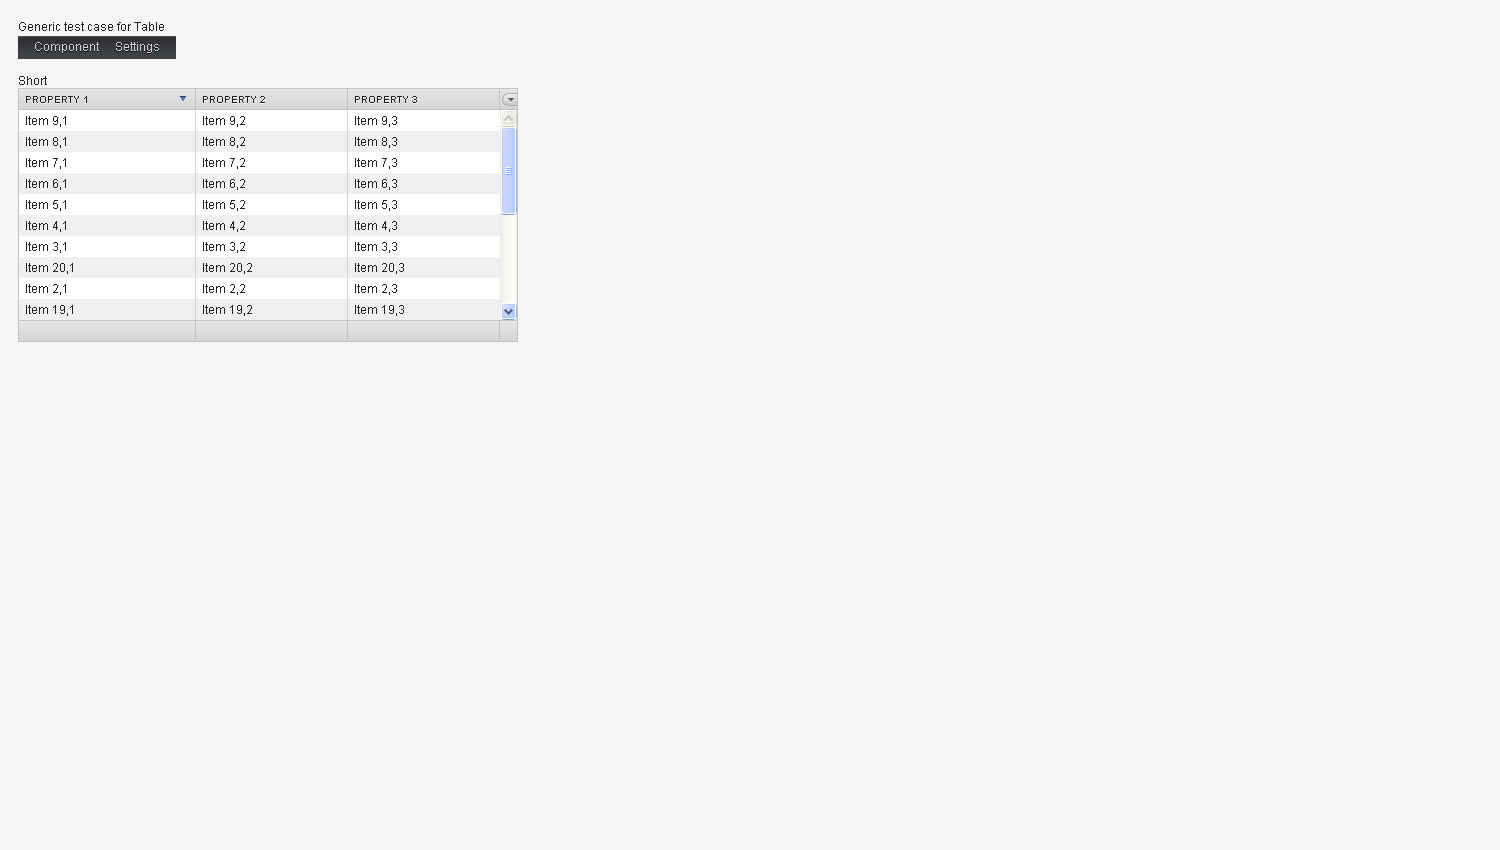 Generic test case for Table
Component Settings
Short
PROPERTY 1 PROPERTY 2 PROPERTY 3
Item 9,1 Item 9,2 Item 9,3
Item 8,1 Item 8,2 Item 8,3
Item 7,1 Item 7,2 Item 7,3
Item 6,1 Item 6,2 Item 6,3
Item 5,1 Item 5,2 Item 5,3
Item 4,1 Item 4,2 Item 4,3
Item 3,1 Item 3,2 Item 3,3
Item 20,1 Item 20,2 Item 20,3
Item 2,1 Item 2,2 Item 2,3
Item 19,1 Item 19,2 Item 19,3